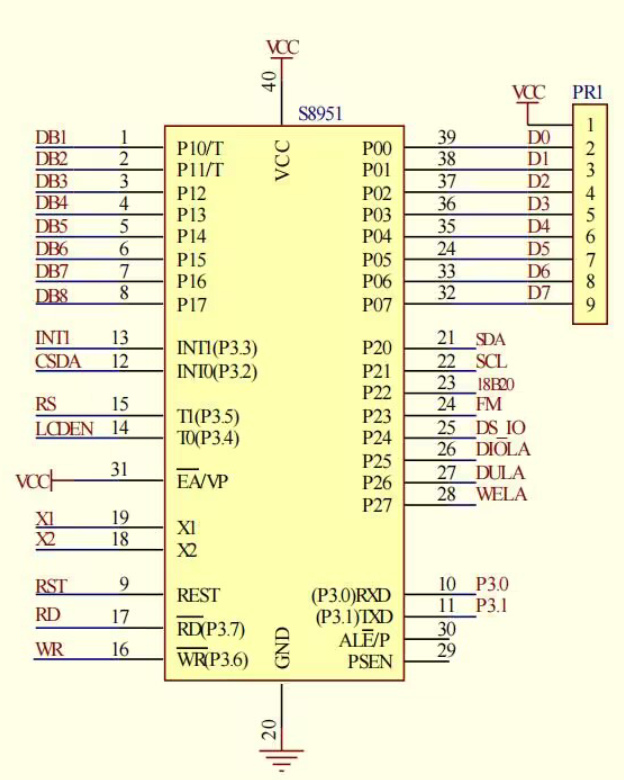 VCC
40
S8951
VCC PR1
DB1 1 P10/T VCC P00 39 D0 1
DB2 2 P11/T P01 38 D1 2
DB3 3 P12 P02 37 D2 3
DB4 4 P13 P03 36 D3 4
DB5 5 P14 P04 35 D4 5
DB6 6 P15 P05 24 D5 6
DB7 7 P16 P06 33 D6 7
DB8 8 P17 P07 32 D7 8
9
INT1 13 INT1(P3.3) P20 21 SDA
CSDA 12 INT0(P3.2) P21 22 SCL
P22 23 18B20
RS 15 T1(P3.5) P23 24 FM
LCDEN 14 T0(P3.4) P24 25 DS_IO
P25 26 DIOLA
VCC 31 EA/VP P26 27 DULA
P27 28 WELA
X1 19 X1
X2 18 X2
RST 9 REST (P3.0)RXD 10 P3.0
RD 17 RD(P3.7) (P3.1)TXD 11 P3.1
ALE/P 30
WR 16 WR(P3.6) GND PSEN 29
20